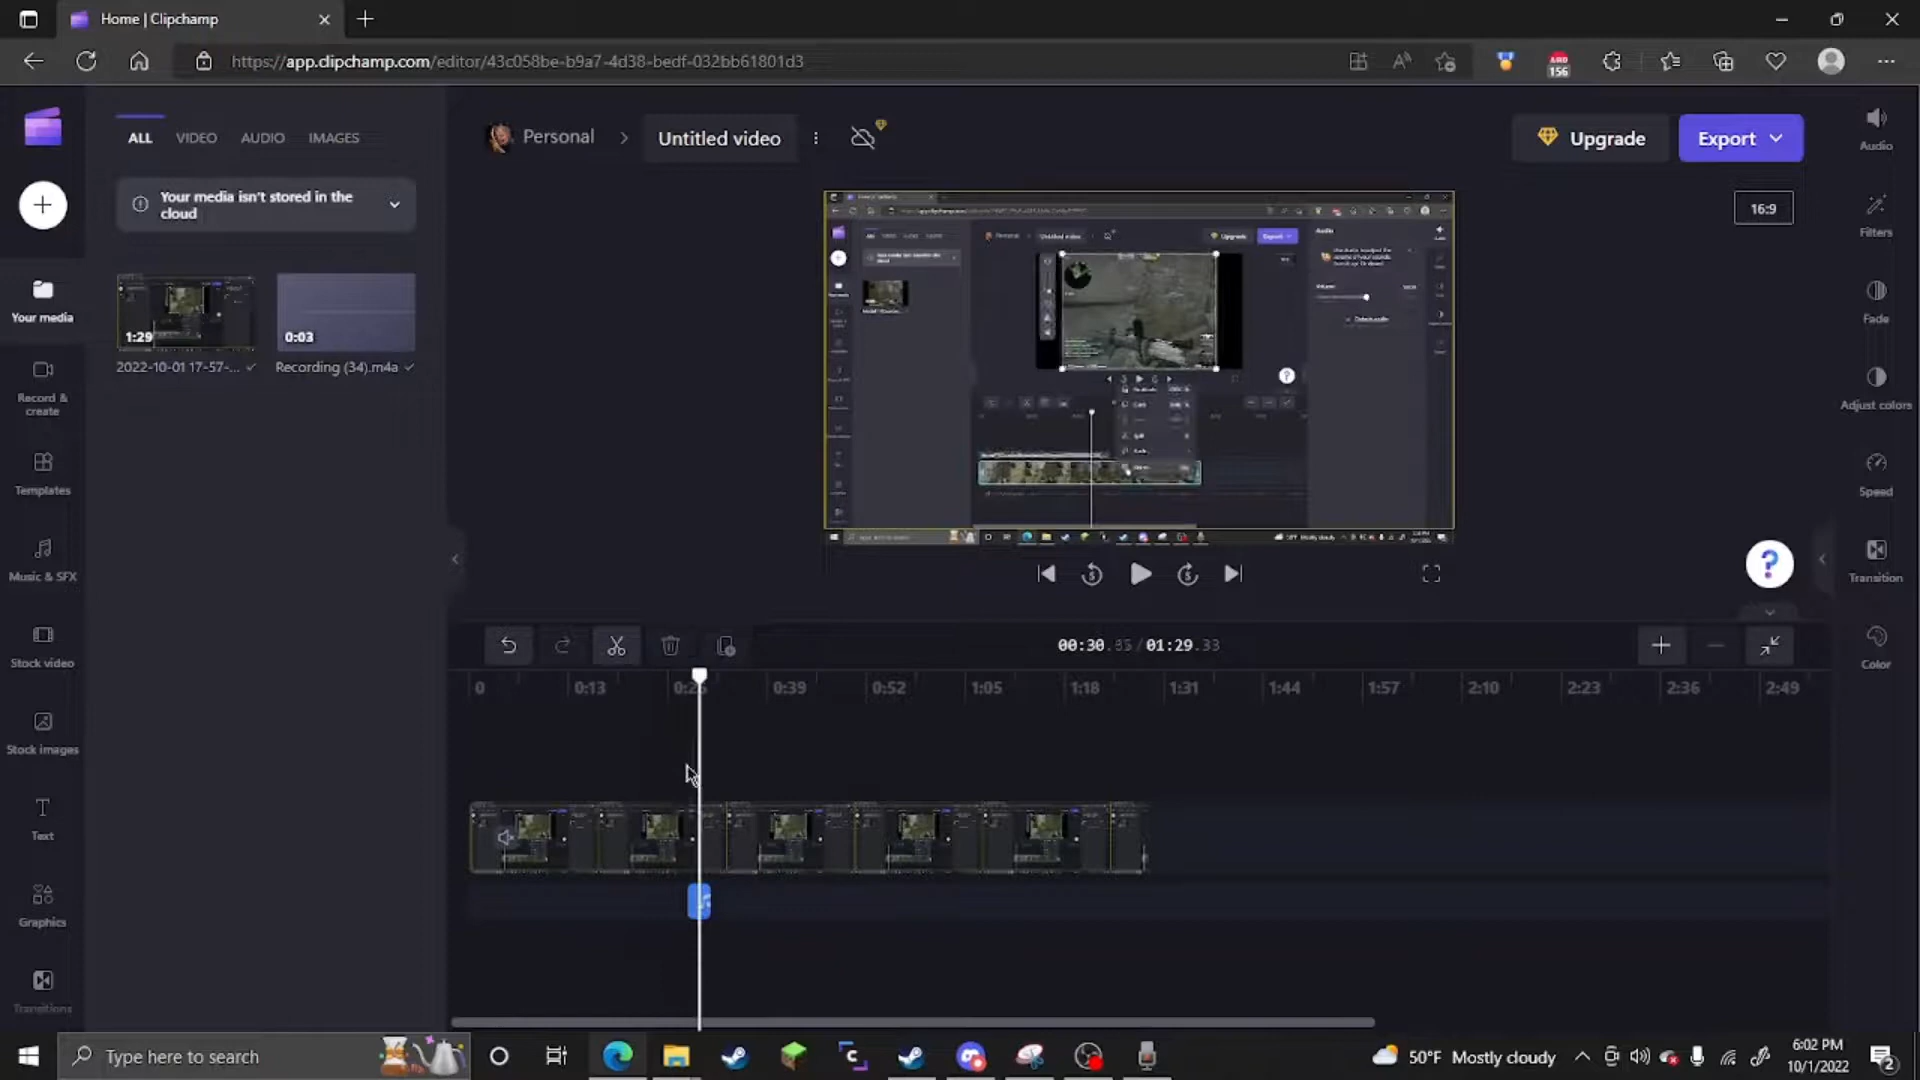 Home | Clipchamp
https://app.clipchamp.com/editor/43c058be-b9a7-4d38-bedf-032bb61801d3
156
ALL VIDEO AUDIO IMAGES
Personal
Untitled video
Upgrade
Export
Audio
Your media isn't stored in the
cloud
16:9
Filters
Your media
1:29
0:03
Fade
2022-10-01 17-57-...
Recording (34).m4a
Record &
create
Adjust colors
Templates
Speed
Music & SFX
Transition
Stock video
00:30.85 / 01:29.33
Color
0 0:13 0:26 0:39 0:52 1:05 1:18 1:31 1:44 1:57 2:10 2:23 2:36 2:49
Stock images
Text
Graphics
Transitions
Type here to search
50°F Mostly cloudy
6:02 PM
10/1/2022
2